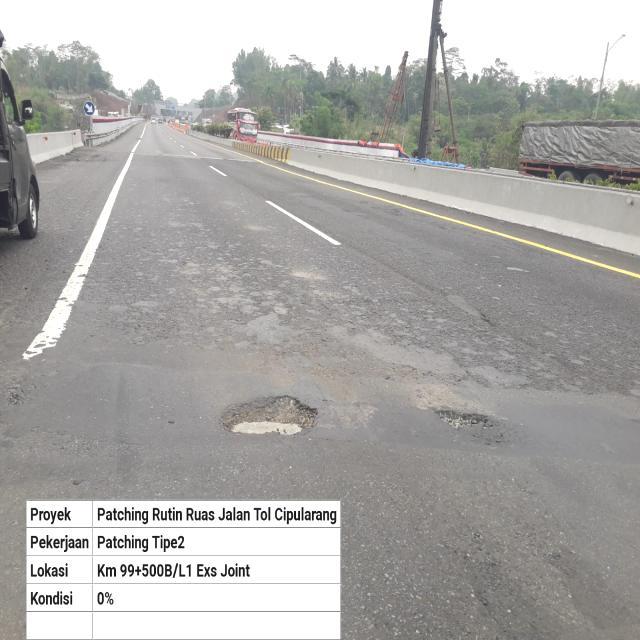 Proyek Patching Rutin Ruas Jalan Tol Cipularang
Pekerjaan Patching Tipe2
Lokasi Km 99+500B/L1 Exs Joint
Kondisi 0%